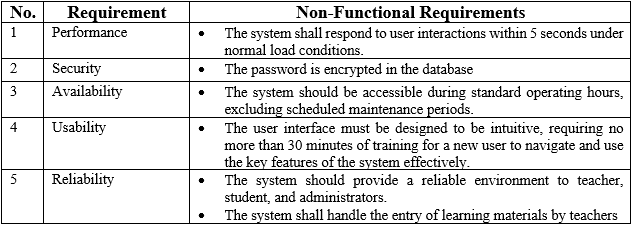 No. Requirement Non-Functional Requirements
1 Performance • The system shall respond to user interactions within 5 seconds under
normal load conditions.
2 Security • The password is encrypted in the database
3 Availability • The system should be accessible during standard operating hours,
excluding scheduled maintenance periods.
4 Usability • The user interface must be designed to be intuitive, requiring no
more than 30 minutes of training for a new user to navigate and use
the key features of the system effectively.
5 Reliability • The system should provide a reliable environment to teacher,
student, and administrators.
• The system shall handle the entry of learning materials by teachers